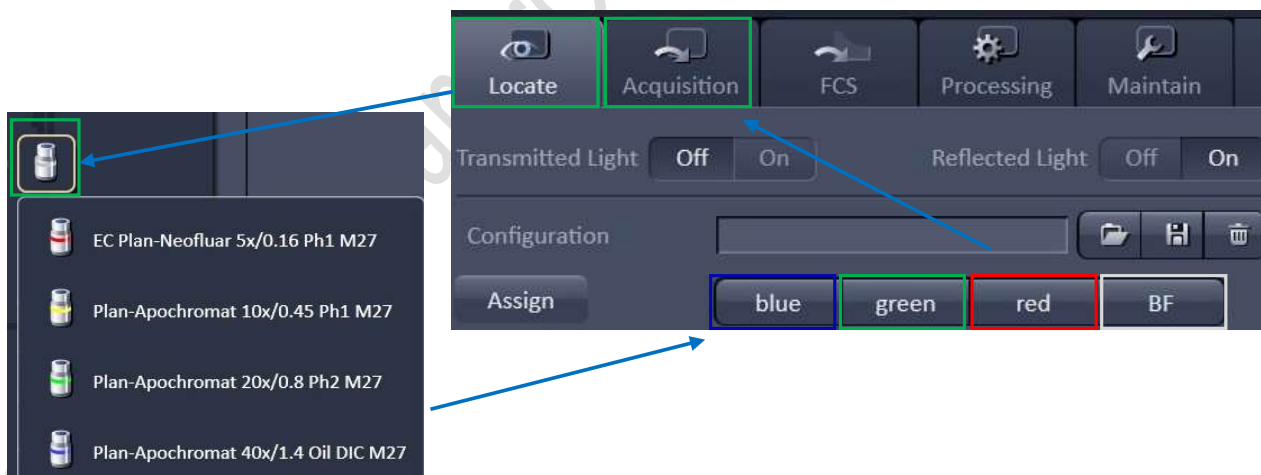 Locate Acquisition FCS Processing Maintain
Transmitted Light Off On Reflected Light Off On
Configuration
Assign blue green red BF
EC Plan-Neofluar 5x/0.16 Ph1 M27
Plan-Apochromat 10x/0.45 Ph1 M27
Plan-Apochromat 20x/0.8 Ph2 M27
Plan-Apochromat 40x/1.4 Oil DIC M27